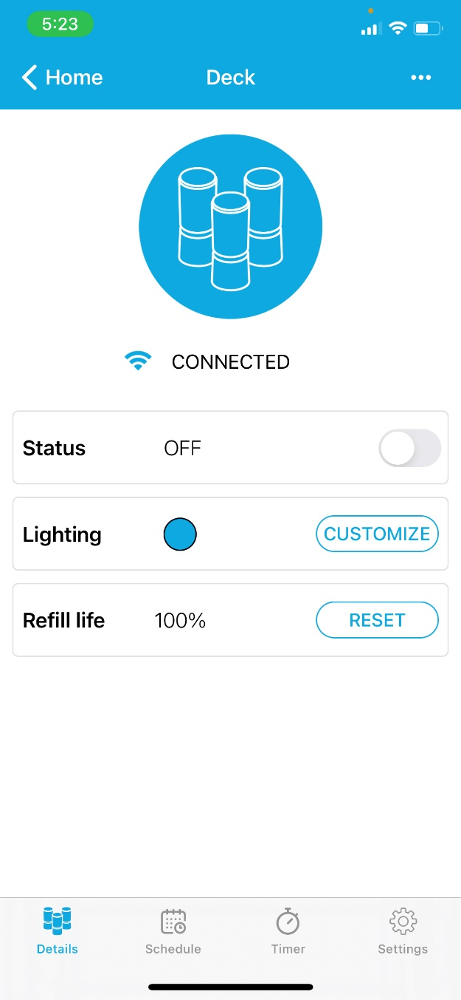 5:23
Home
Deck
CONNECTED
Status OFF
Lighting CUSTOMIZE
Refill life 100% RESET
Details Schedule Timer Settings